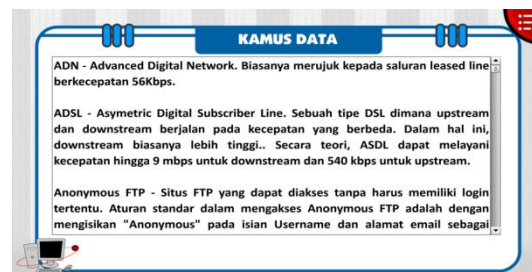 KAMUS DATA
ADN - Advanced Digital Network. Biasanya merujuk kepada saluran leased line
berkecepatan 56Kbps.
ADSL - Asymetric Digital Subscriber Line. Sebuah tipe DSL dimana upstream
dan downstream berjalan pada kecepatan yang berbeda. Dalam hal ini,
downstream biasanya lebih tinggi.. Secara teori, ASDL dapat melayani
kecepatan hingga 9 mbps untuk downstream dan 540 kbps untuk upstream.
Anonymous FTP - Situs FTP yang dapat diakses tanpa harus memiliki login
tertentu. Aturan standar dalam mengakses Anonymous FTP adalah dengan
mengisikan "Anonymous" pada isian Username dan alamat email sebagai